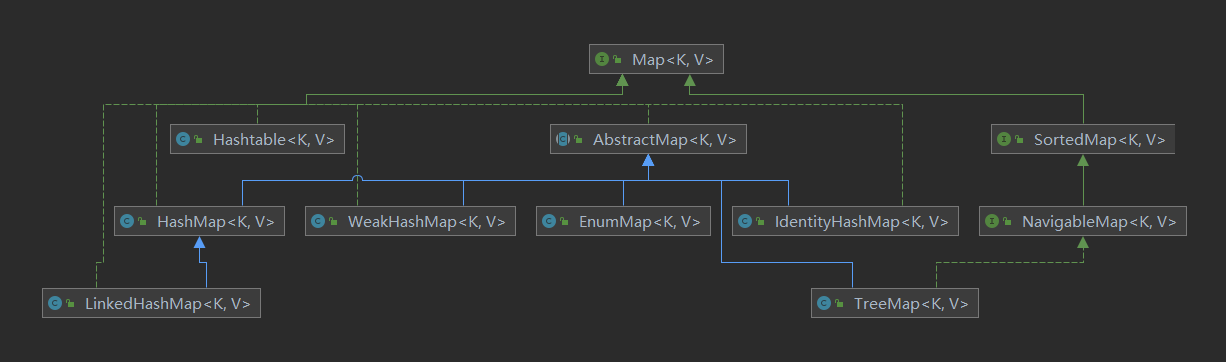 Map<K, V>
Hashtable<K, V>
AbstractMap<K, V>
SortedMap<K, V>
HashMap<K, V>
WeakHashMap<K, V>
EnumMap<K, V>
IdentityHashMap<K, V>
NavigableMap<K, V>
LinkedHashMap<K, V>
TreeMap<K, V>